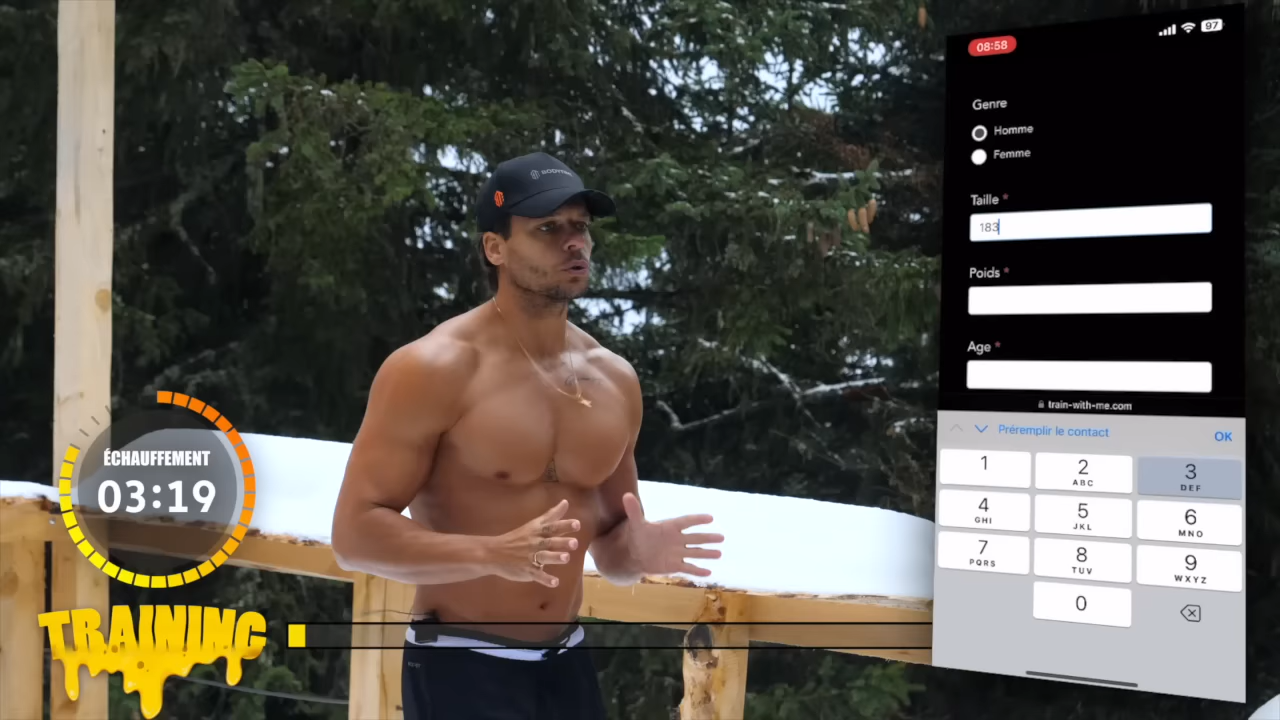 08:58
97
Genre
Homme
Femme
Taille *
183
Poids *
Age *
train-with-me.com
Préremplir le contact
OK
1
2
ABC
3
DEF
4
GHI
5
JKL
6
MNO
7
PQRS
8
TUV
9
WXYZ
0
ÉCHAUFFEMENT
03:19
TRAINING